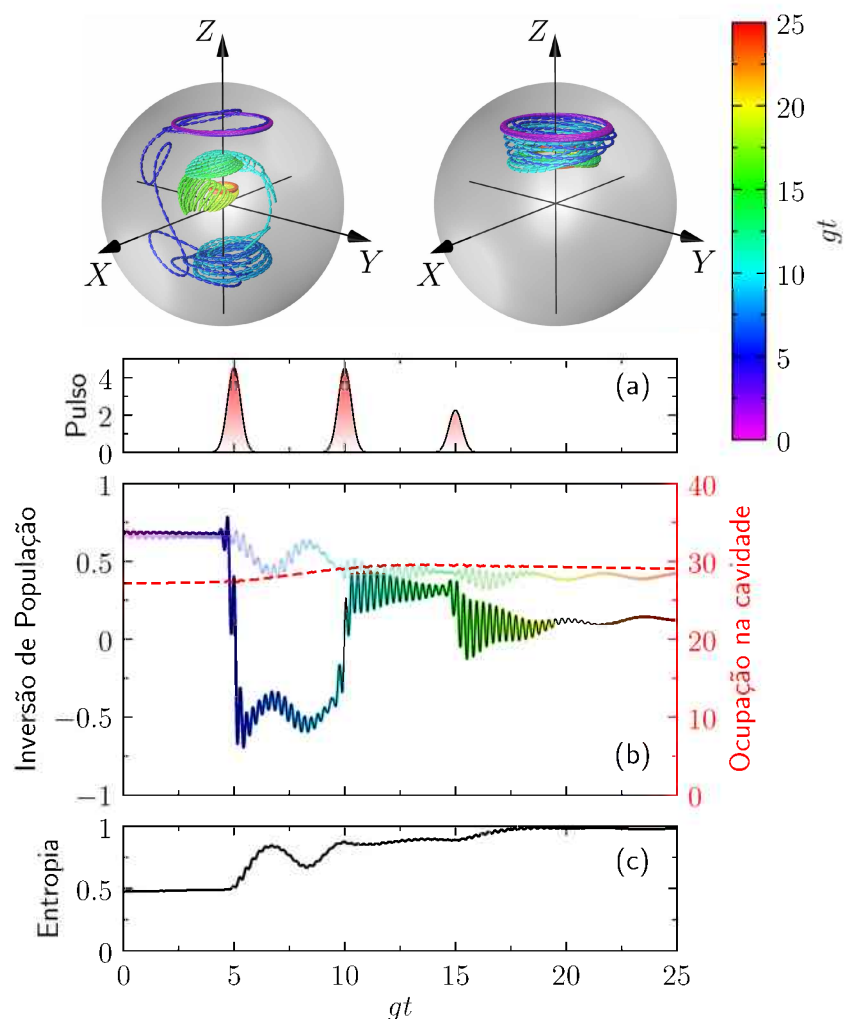 Z
X
Y
Z
X
Y
25
20
15
10
5
0
gt
Pulso
4
2
0
(a)
Inversão de População
1
0.5
0
−0.5
−1
(b)
40
30
20
10
0
Ocupação na cavidade
Entropia
1
0.5
0
(c)
0 5 10 15 20 25
gt